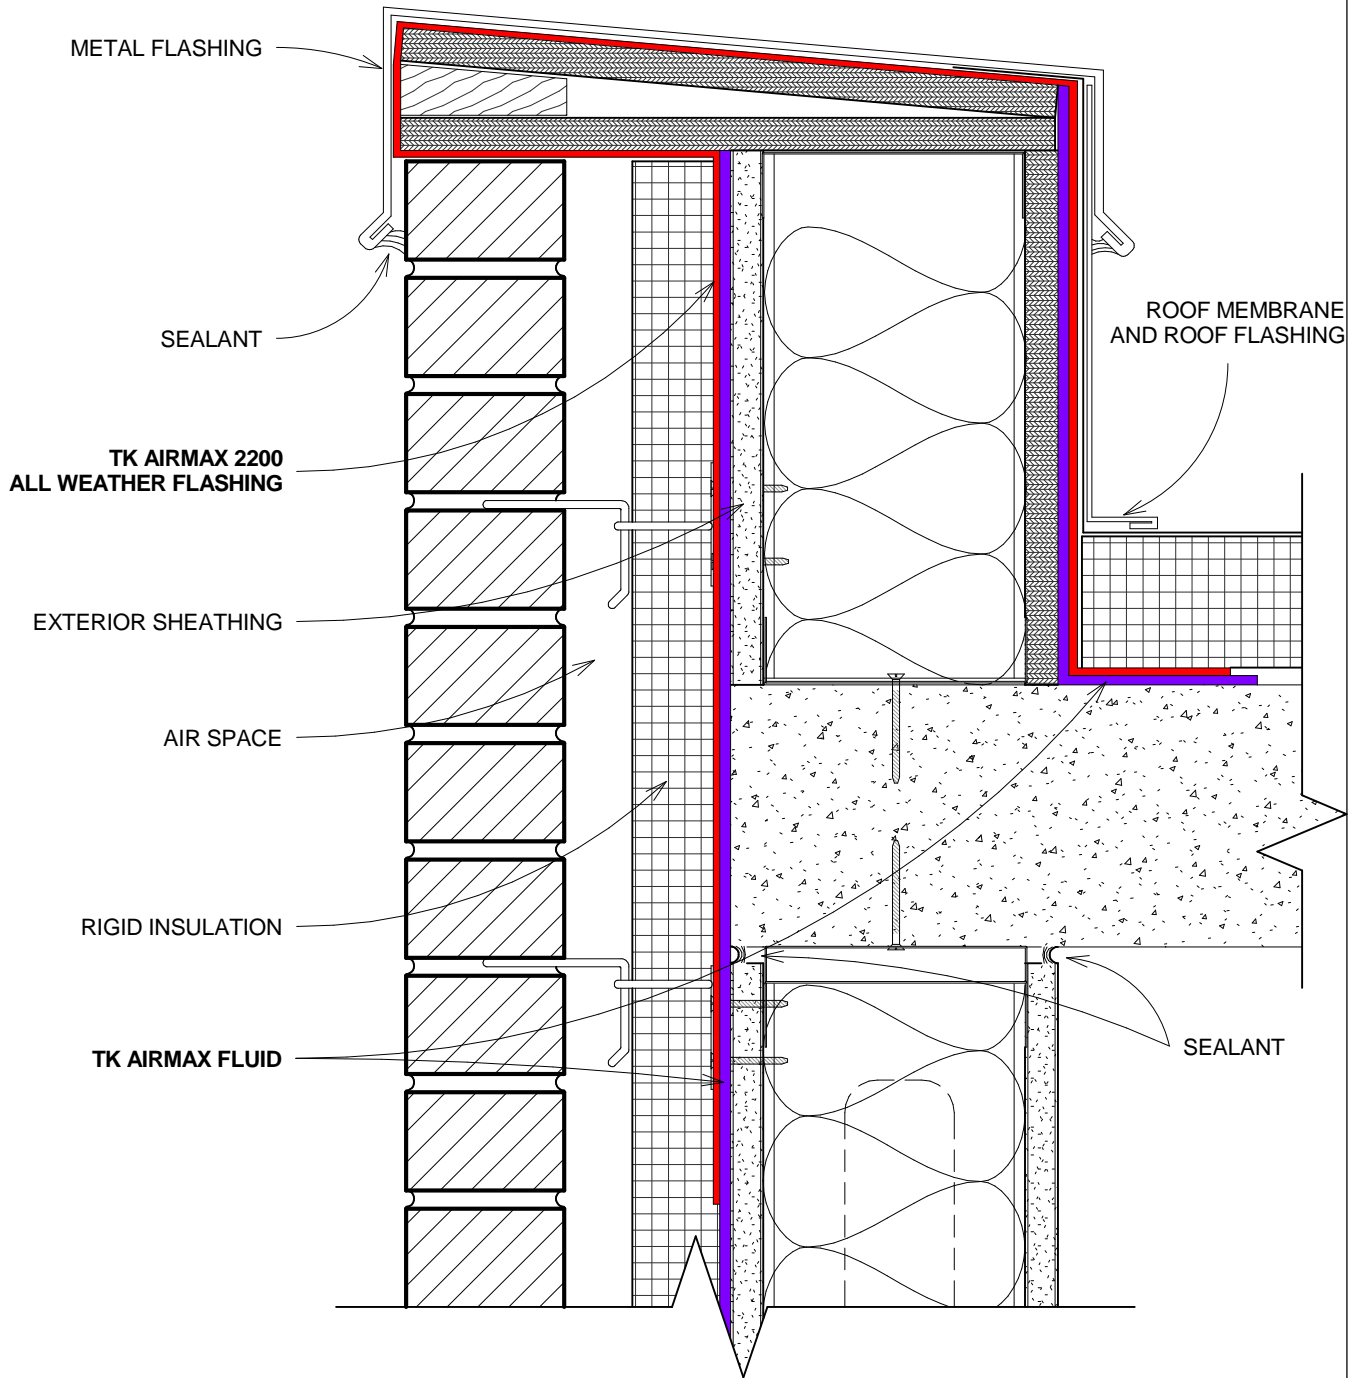 METAL FLASHING
SEALANT
ROOF MEMBRANE
AND ROOF FLASHING
TK AIRMAX 2200
ALL WEATHER FLASHING
EXTERIOR SHEATHING
AIR SPACE
RIGID INSULATION
TK AIRMAX FLUID
SEALANT